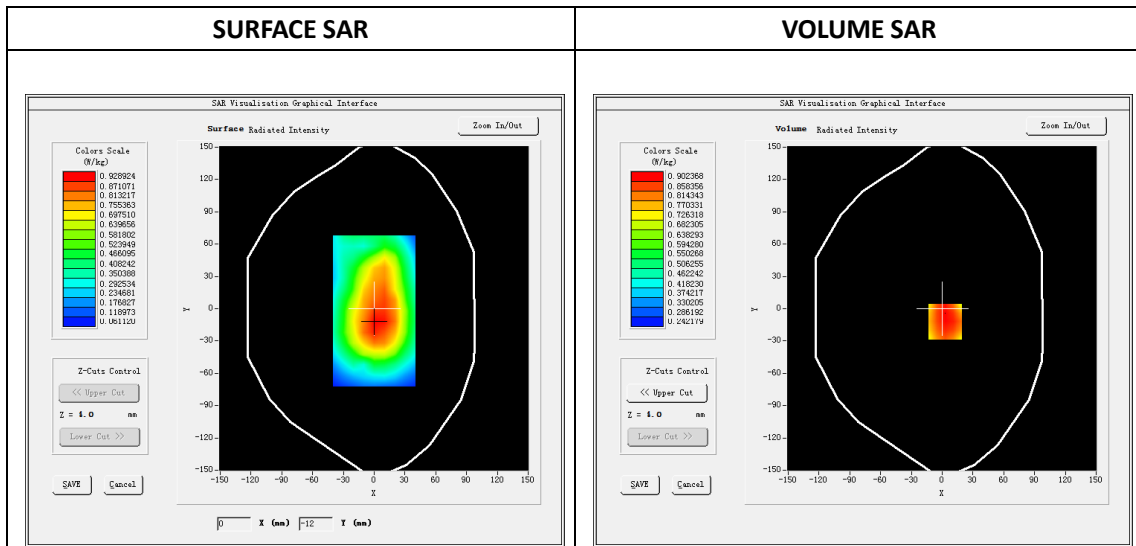 SURFACE SAR
VOLUME SAR
SAR Visualisation Graphical Interface
Surface Radiated Intensity
Zoom In/Out
Colors Scale
(W/kg)
0.928924
0.871071
0.813217
0.755363
0.697510
0.639656
0.581802
0.523949
0.466095
0.408242
0.350388
0.292534
0.234681
0.176827
0.118973
0.061120
Z-Cuts Control
<< Upper Cut
Z = 4.0 mm
Lower Cut >>
SAVE
Cancel
150
120
90
60
30
0
-30
-60
-90
-120
-150
Y
-150 -120 -90 -60 -30 0 30 60 90 120 150
X
0 X (mm) -12 Y (mm)
SAR Visualisation Graphical Interface
Volume Radiated Intensity
Zoom In/Out
Colors Scale
(W/kg)
0.902368
0.858356
0.814343
0.770331
0.726318
0.682305
0.638293
0.594280
0.550268
0.506255
0.462242
0.418230
0.374217
0.330205
0.286192
0.242179
Z-Cuts Control
<< Upper Cut
Z = 4.0 mm
Lower Cut >>
SAVE
Cancel
150
120
90
60
30
0
-30
-60
-90
-120
-150
Y
-150 -120 -90 -60 -30 0 30 60 90 120 150
X